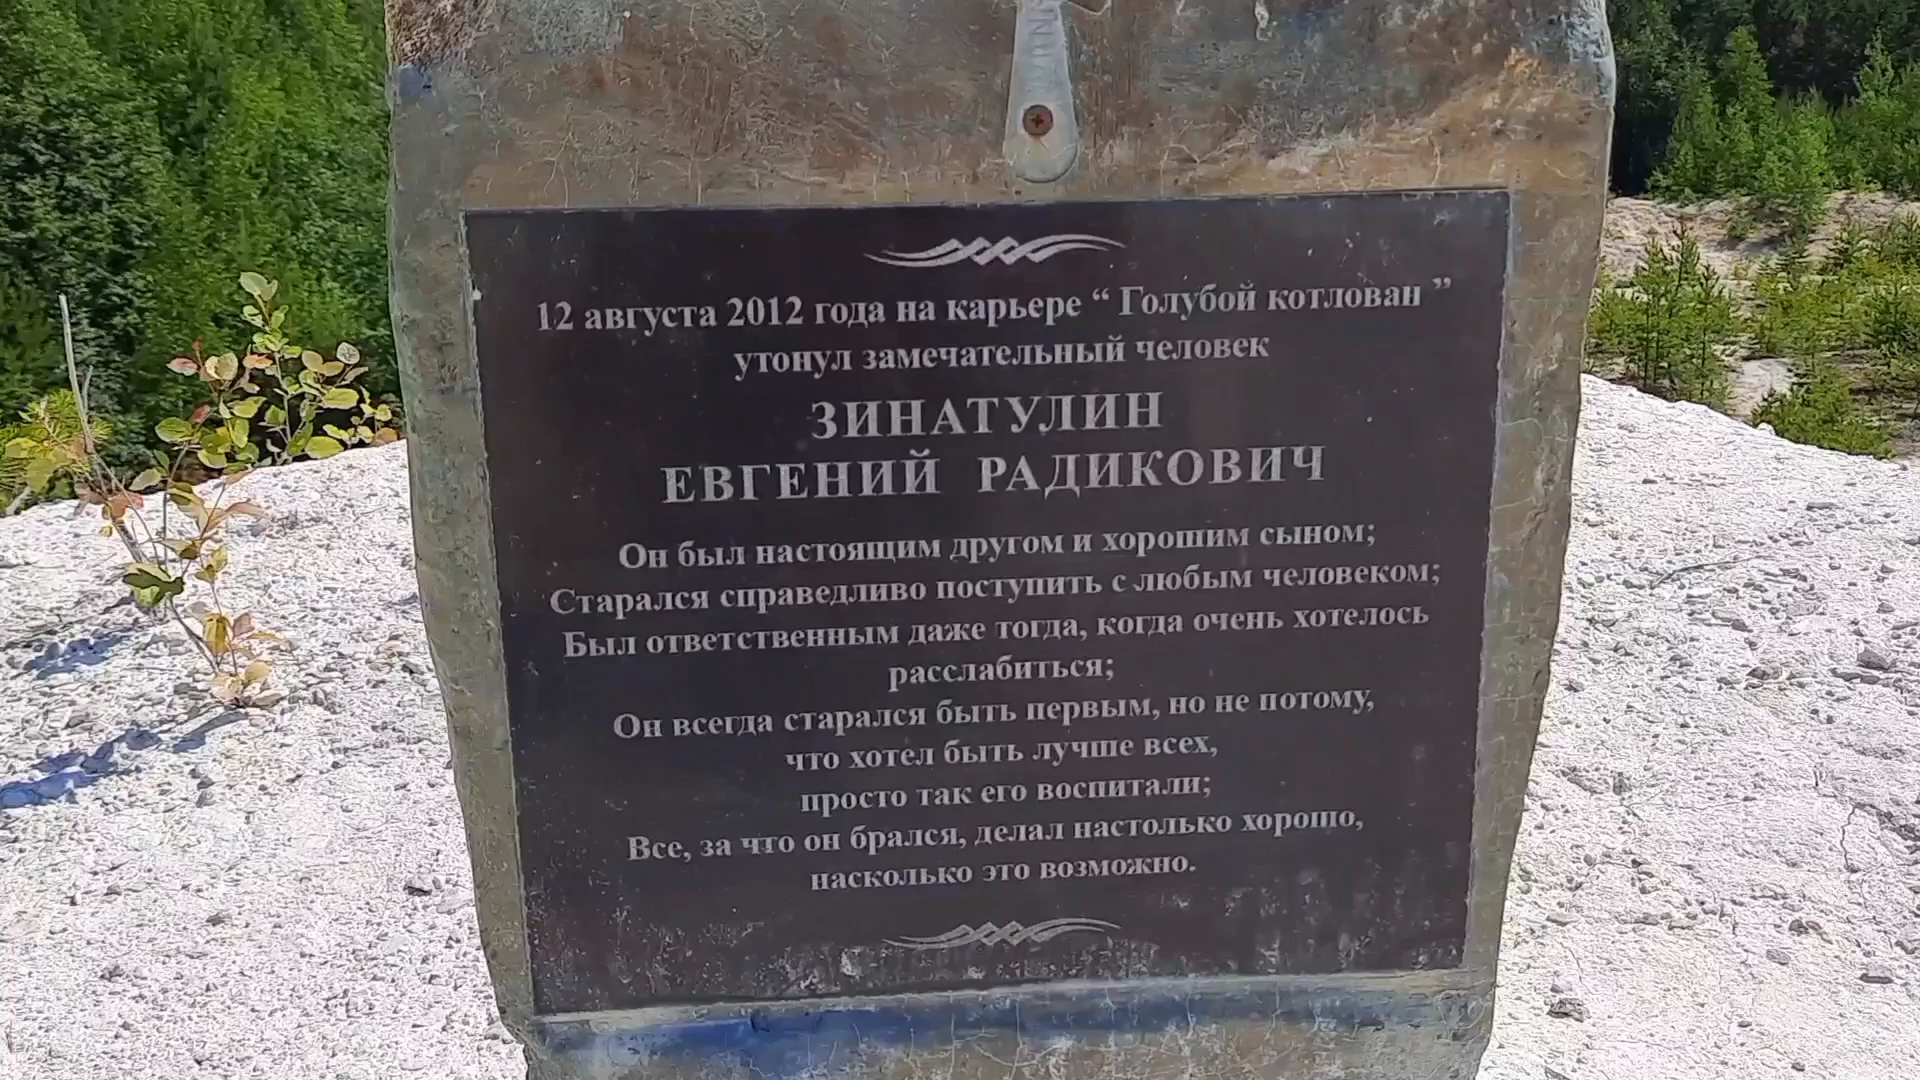 12 августа 2012 года на карьере “ Голубой котлован ”
утонул замечательный человек
ЗИНАТУЛИН
ЕВГЕНИЙ РАДИКОВИЧ
Он был настоящим другом и хорошим сыном;
Старался справедливо поступить с любым человеком;
Был ответственным даже тогда, когда очень хотелось
расслабиться;
Он всегда старался быть первым, но не потому,
что хотел быть лучше всех,
просто так его воспитали;
Все, за что он брался, делал настолько хорошо,
насколько это возможно.